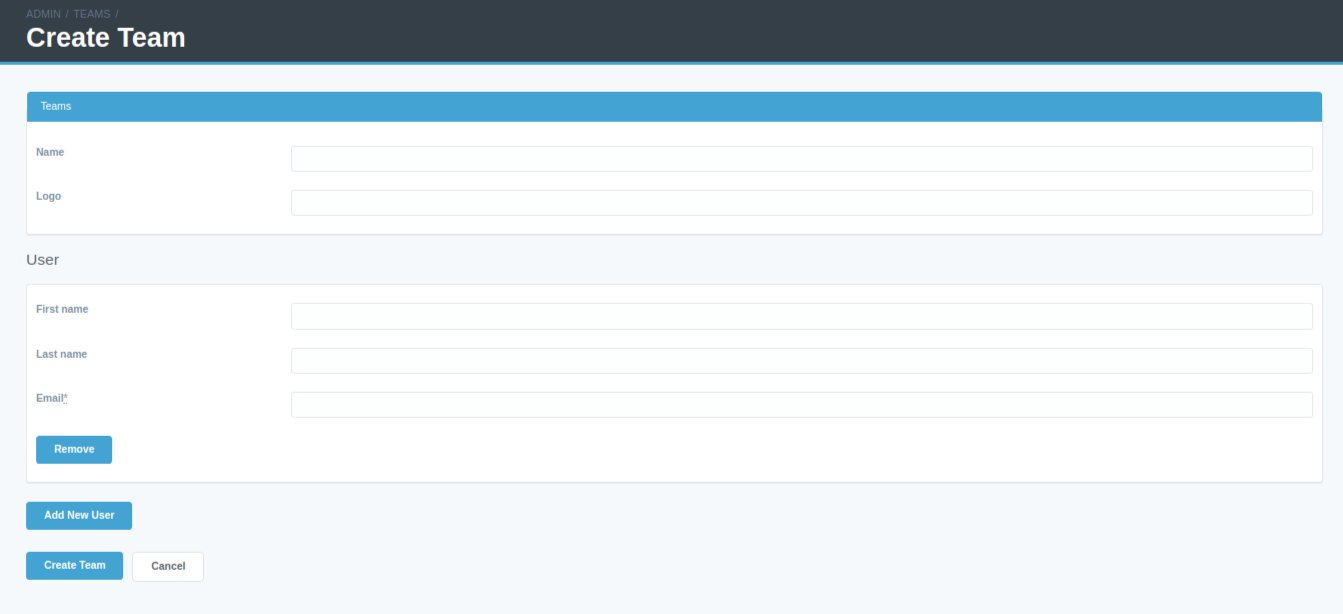 ADMIN / TEAMS /
Create Team
Teams
Name
Logo
User
First name
Last name
Email*
Remove
Add New User
Create Team Cancel